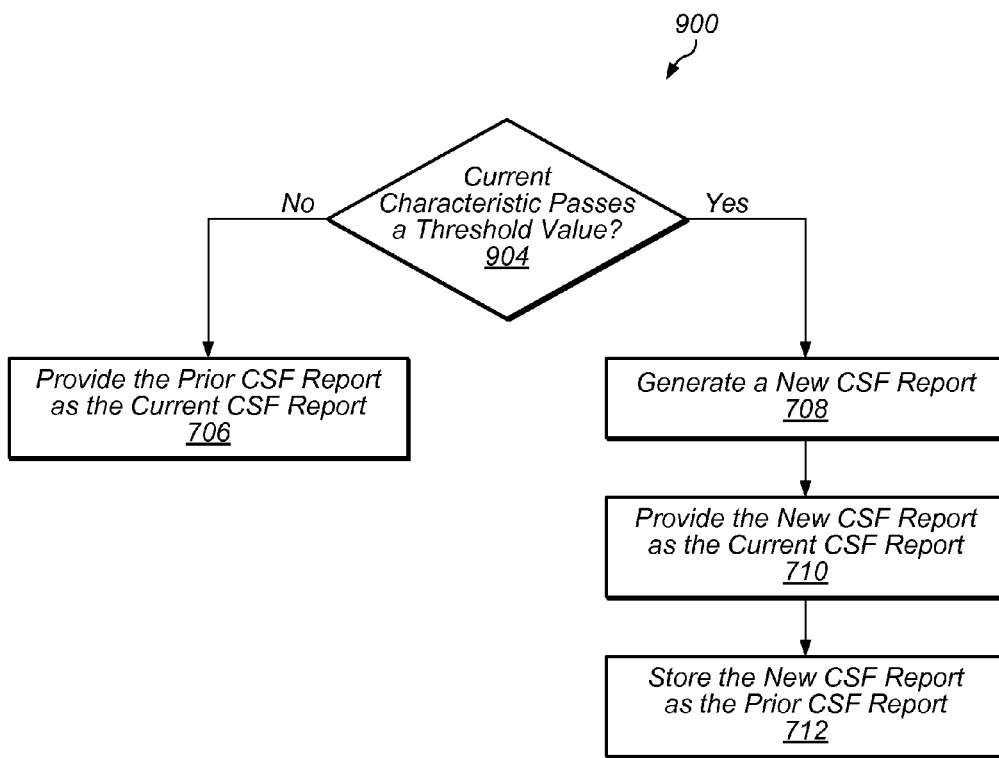 900
Current
Characteristic Passes
a Threshold Value?
904
No
Yes
Provide the Prior CSF Report
as the Current CSF Report
706
Generate a New CSF Report
708
Provide the New CSF Report
as the Current CSF Report
710
Store the New CSF Report
as the Prior CSF Report
712